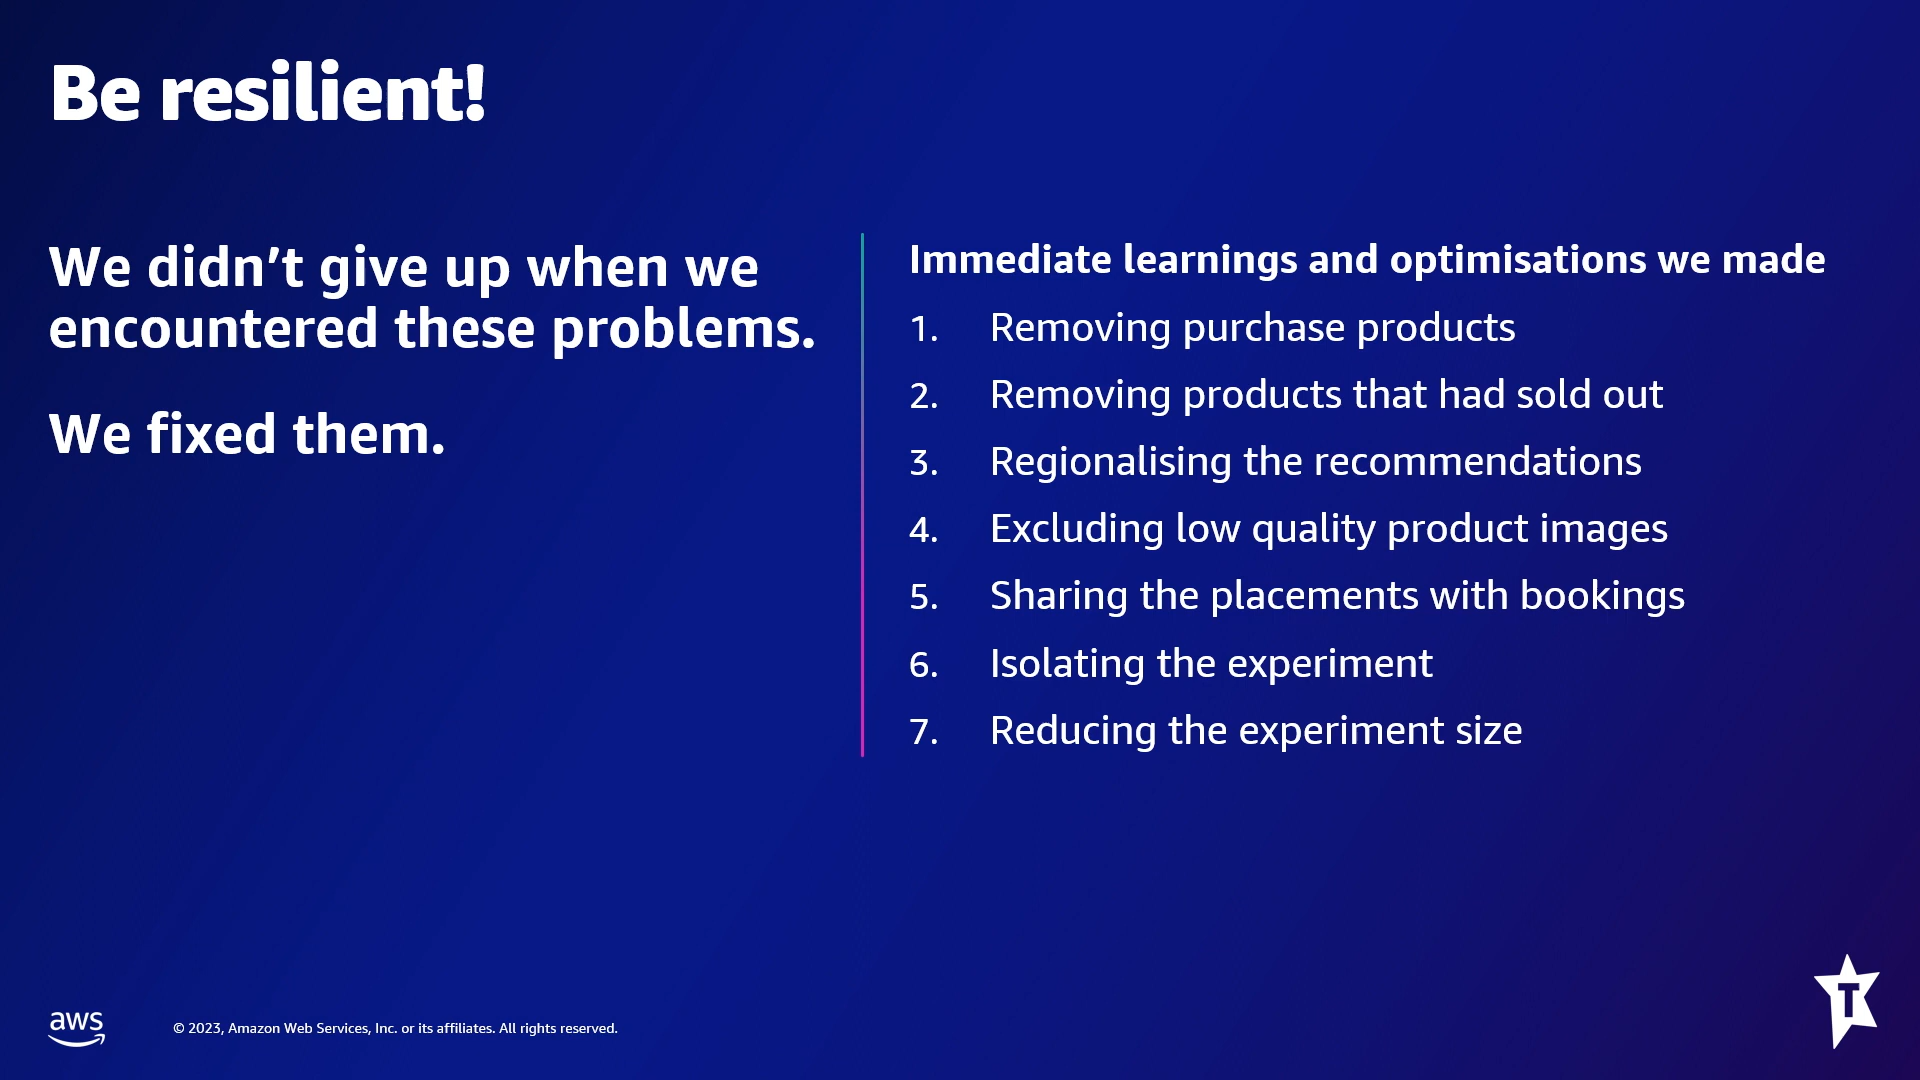 Be resilient!
We didn’t give up when we
encountered these problems.
We fixed them.
Immediate learnings and optimisations we made
1. Removing purchase products
2. Removing products that had sold out
3. Regionalising the recommendations
4. Excluding low quality product images
5. Sharing the placements with bookings
6. Isolating the experiment
7. Reducing the experiment size
aws
© 2023, Amazon Web Services, Inc. or its affiliates. All rights reserved.
T